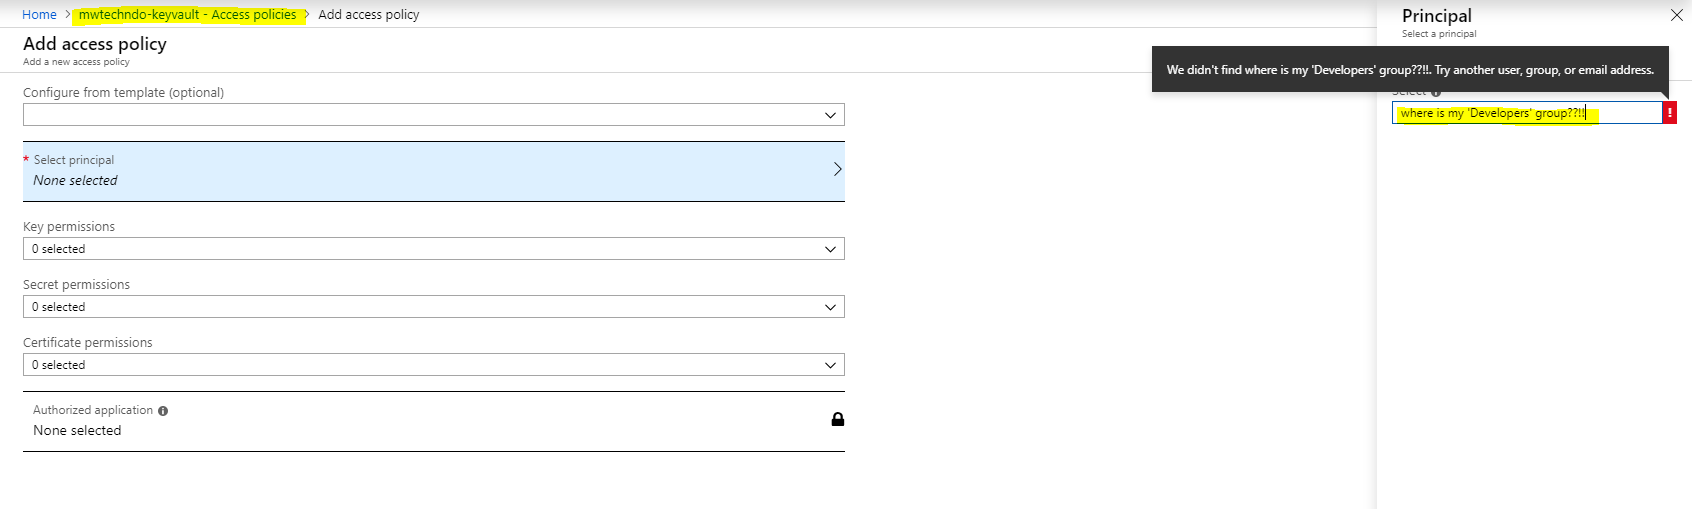 Home > mwtechndo-keyvault - Access policies > Add access policy
Add access policy
Add a new access policy
Configure from template (optional)
* Select principal
None selected
Key permissions
0 selected
Secret permissions
0 selected
Certificate permissions
0 selected
Authorized application
None selected
Principal
Select a principal
We didn't find where is my 'Developers' group??!!. Try another user, group, or email address.
Select
where is my 'Developers' group??!!